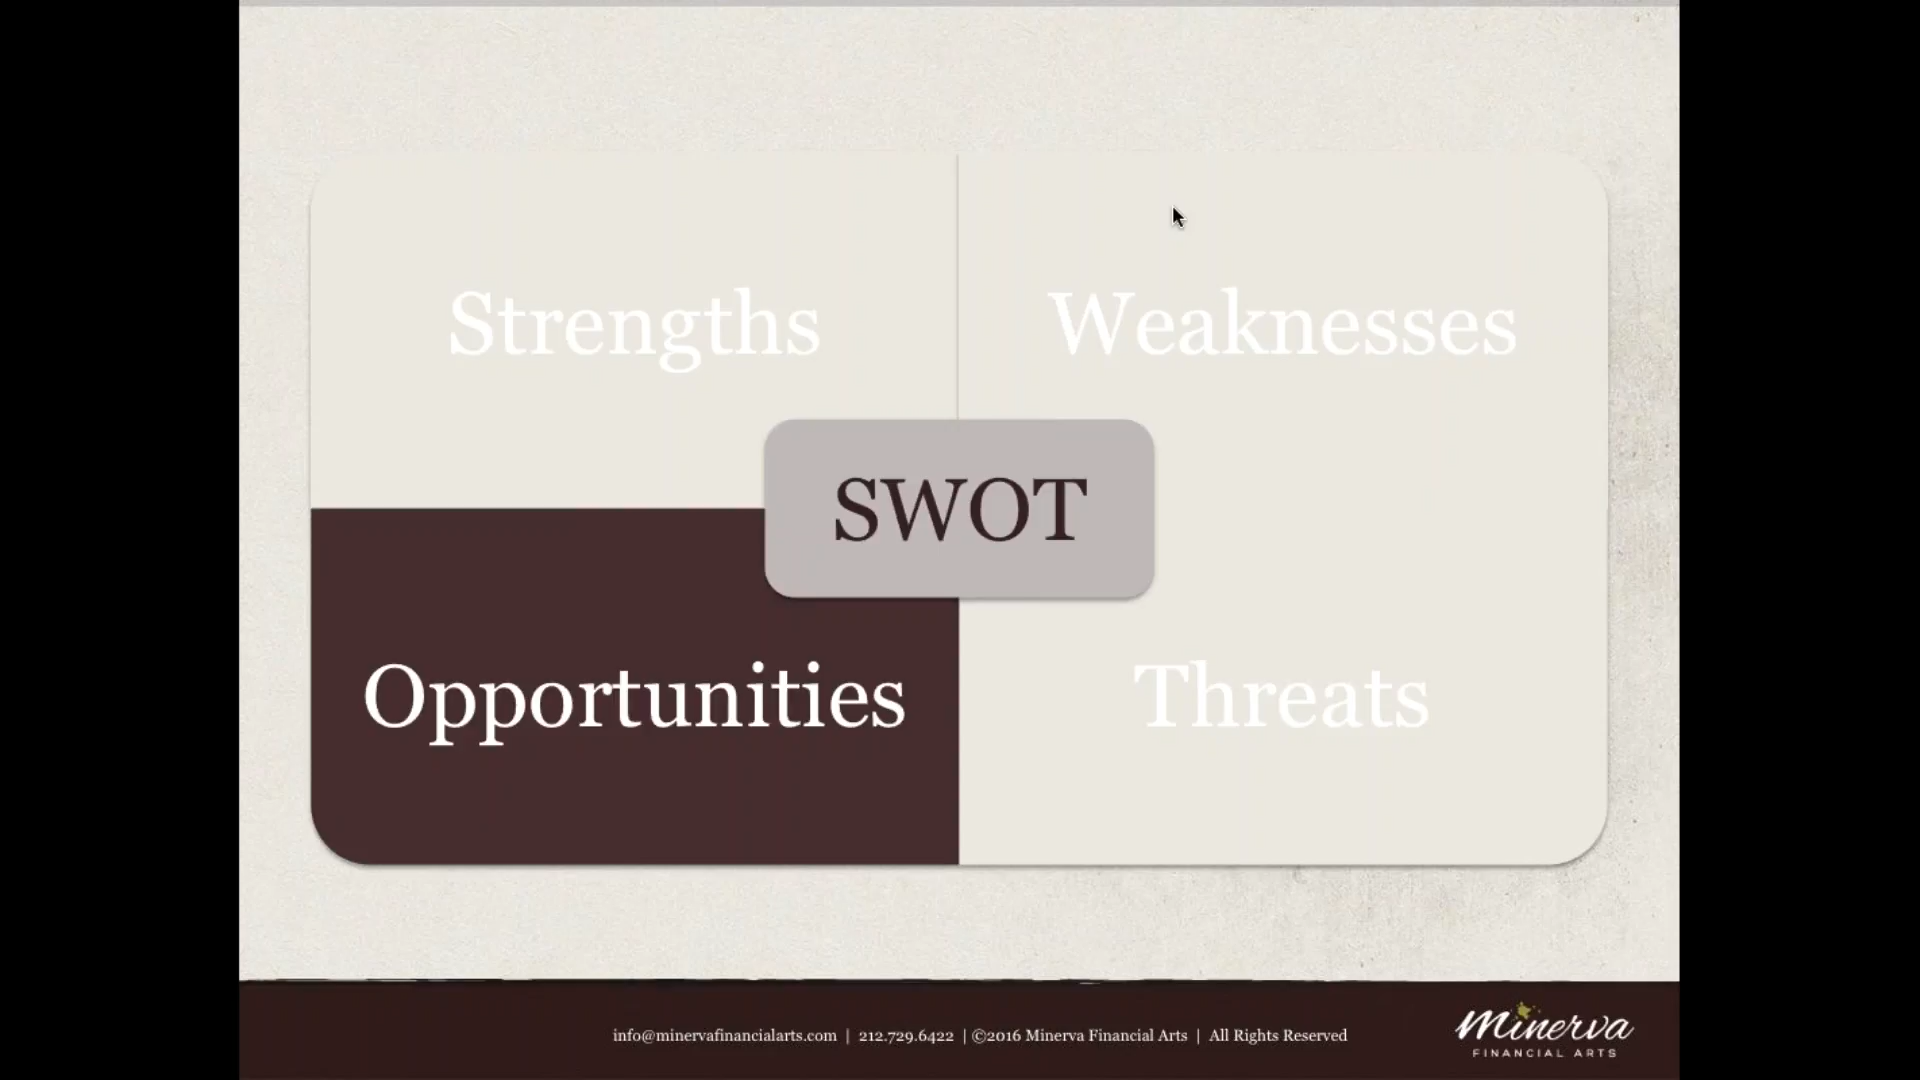 Strengths
Weaknesses
SWOT
Opportunities
Threats
info@minervafinancialarts.com | 212.729.6422 | ©2016 Minerva Financial Arts | All Rights Reserved
Minerva
FINANCIAL ARTS